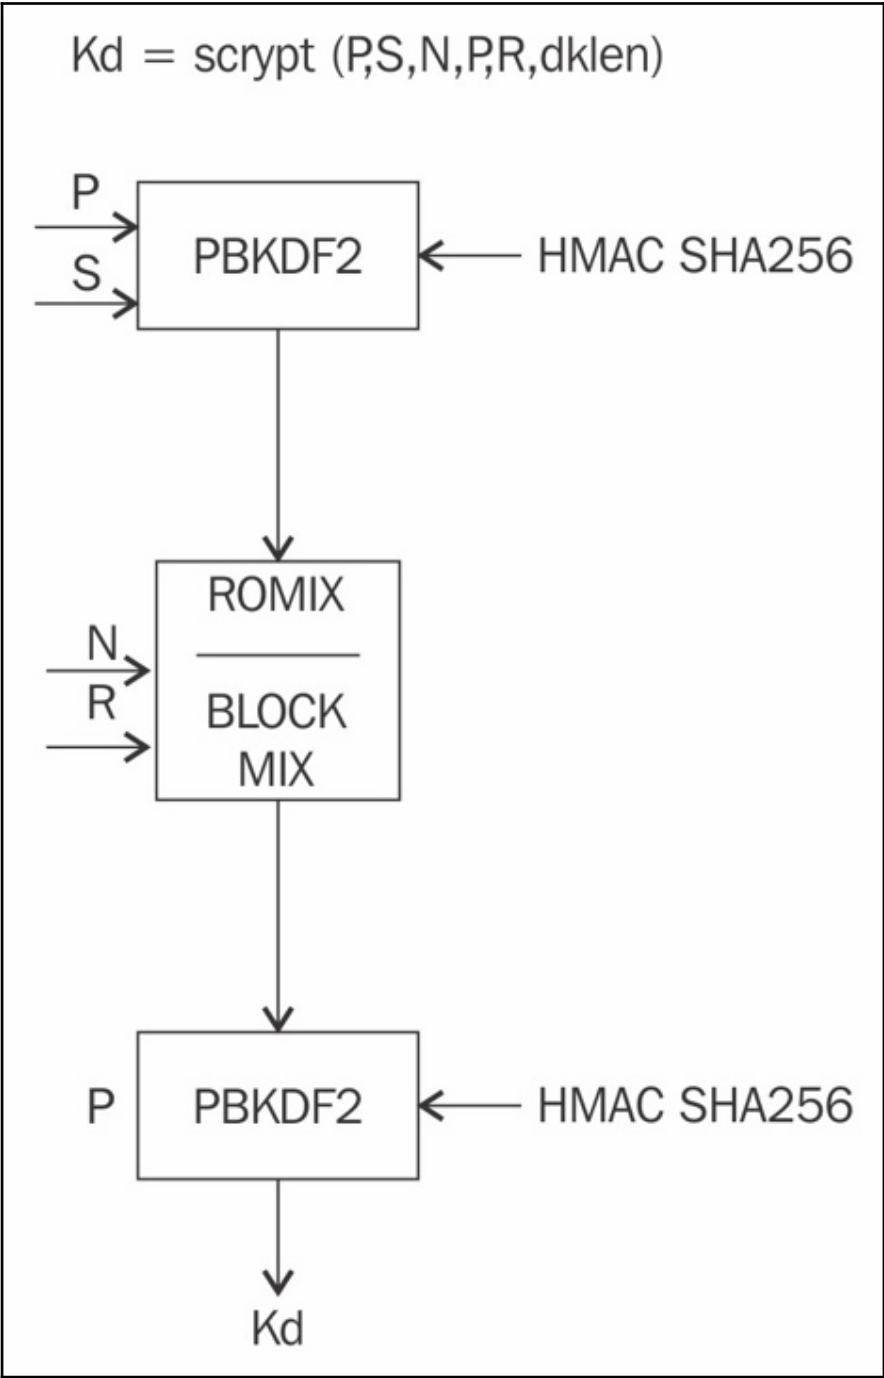 Kd = scrypt (P,S,N,P,R,dklen)
P
S
PBKDF2
HMAC SHA256
N
R
ROMIX
BLOCK
MIX
P
PBKDF2
HMAC SHA256
Kd